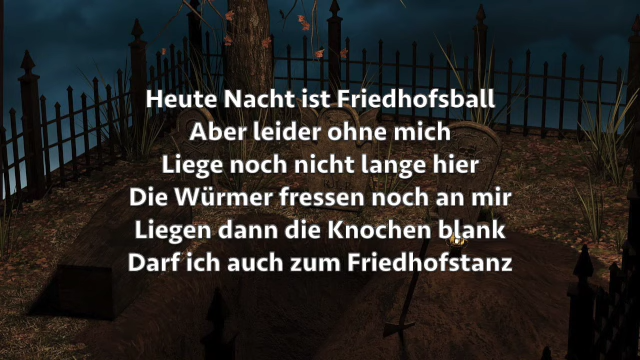 Heute Nacht ist Friedhofsball
Aber leider ohne mich
Liege noch nicht lange hier
Die Würmer fressen noch an mir
Liegen dann die Knochen blank
Darf ich auch zum Friedhofstanz